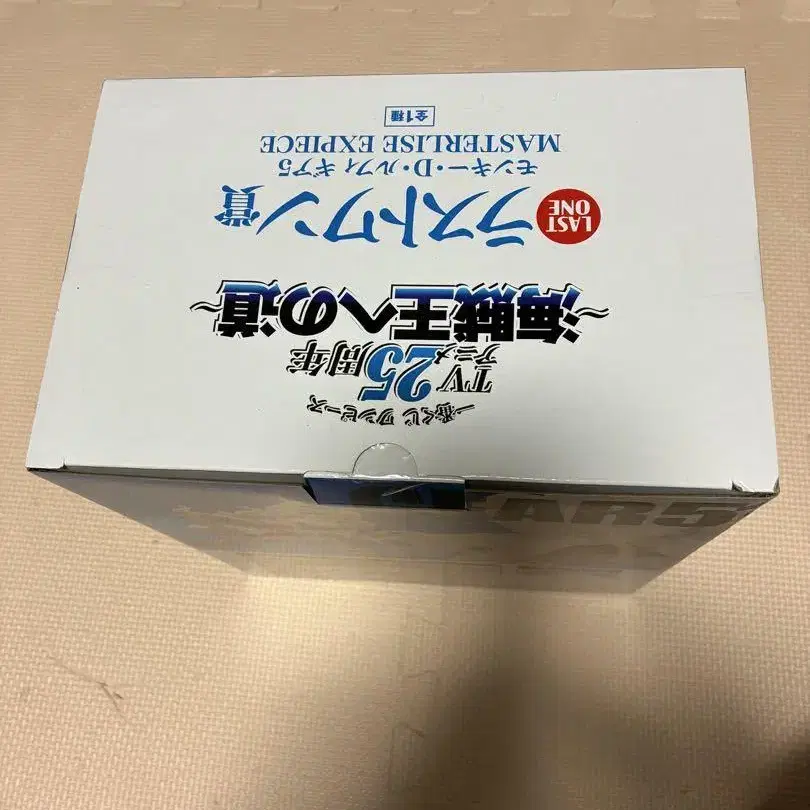 一番くじ ワンピース
TVアニメ25周年
～海賊王への道～
LAST ONE
ラストワン賞
モンキー・D・ルフィ ギア5
MASTERLISE EXPIECE
全1種